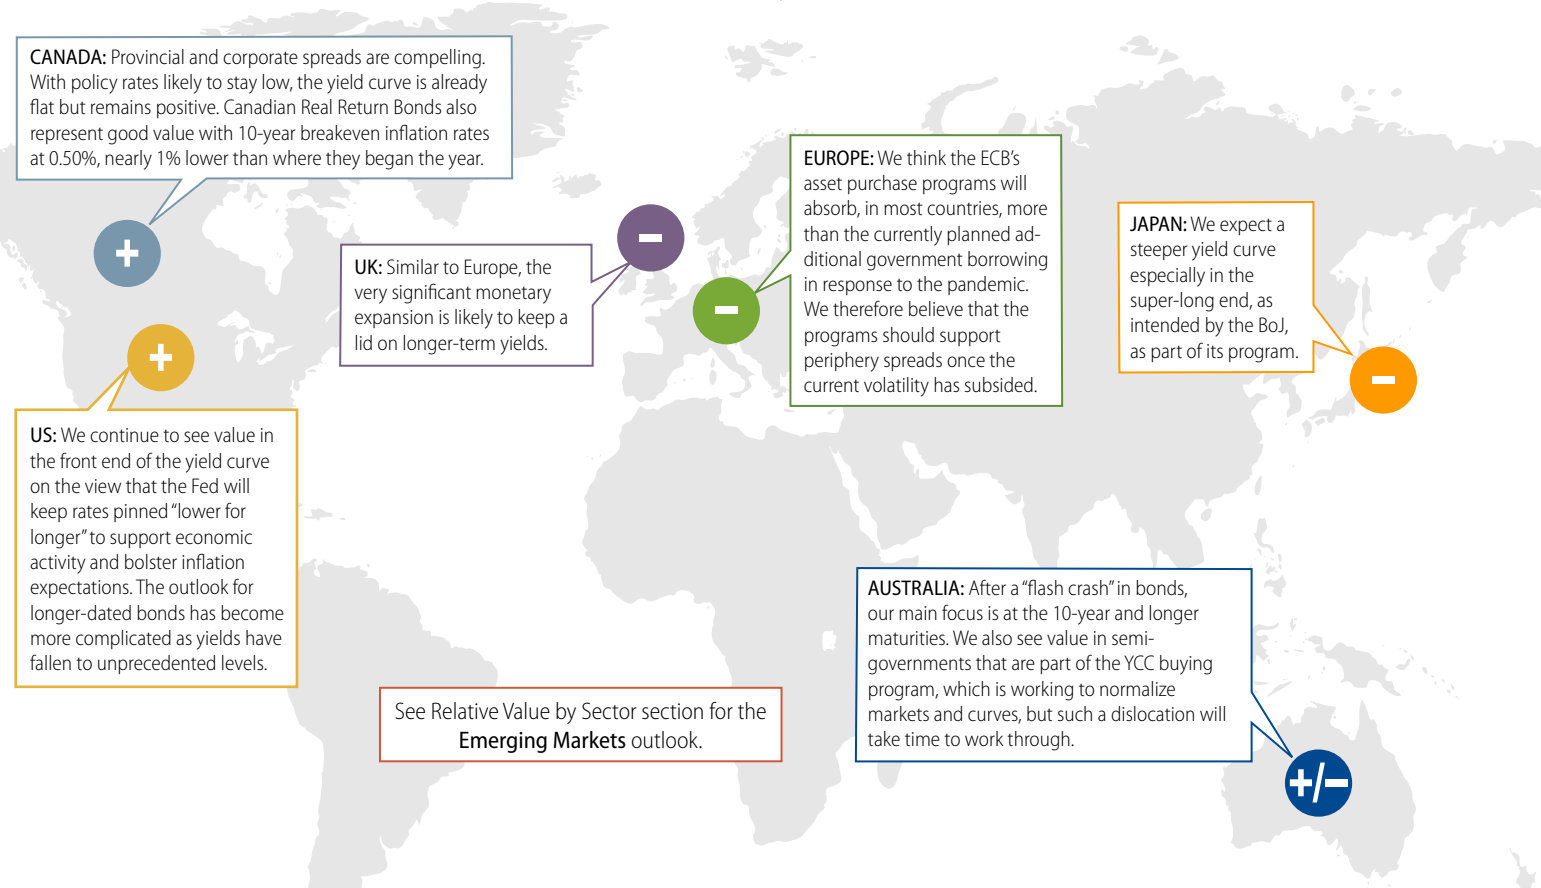 CANADA: Provincial and corporate spreads are compelling.
With policy rates likely to stay low, the yield curve is already
flat but remains positive. Canadian Real Return Bonds also
represent good value with 10-year breakeven inflation rates
at 0.50%, nearly 1% lower than where they began the year.
+
UK: Similar to Europe, the
very significant monetary
expansion is likely to keep a
lid on longer-term yields.
–
EUROPE: We think the ECB’s
asset purchase programs will
absorb, in most countries, more
than the currently planned ad-
ditional government borrowing
in response to the pandemic.
We therefore believe that the
programs should support
periphery spreads once the
current volatility has subsided.
–
JAPAN: We expect a
steeper yield curve
especially in the
super-long end, as
intended by the BoJ,
as part of its program.
–
+
US: We continue to see value in
the front end of the yield curve
on the view that the Fed will
keep rates pinned “lower for
longer” to support economic
activity and bolster inflation
expectations. The outlook for
longer-dated bonds has become
more complicated as yields have
fallen to unprecedented levels.
See Relative Value by Sector section for the
Emerging Markets outlook.
AUSTRALIA: After a “flash crash” in bonds,
our main focus is at the 10-year and longer
maturities. We also see value in semi-
governments that are part of the YCC buying
program, which is working to normalize
markets and curves, but such a dislocation will
take time to work through.
+/–